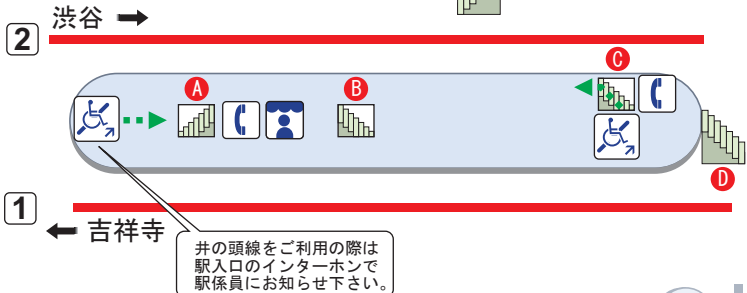 渋谷 ➡
2
A
B
C
D
1
⬅ 吉祥寺
井の頭線をご利用の際は
駅入口のインターホンで
駅係員にお知らせ下さい。